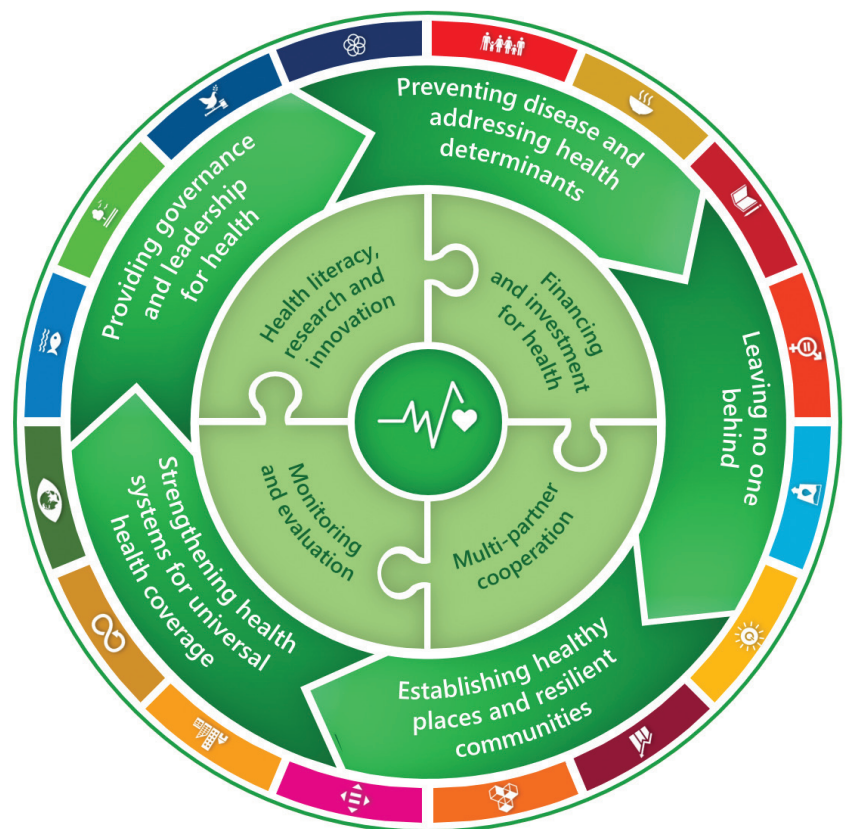 Preventing disease and
addressing health
determinants
Leaving no one
behind
Establishing healthy
places and resilient
communities
Strengthening health
systems for universal
health coverage
Providing governance
and leadership
for health
Health literacy,
research and
innovation
Financing
and investment
for health
Multi-partner
cooperation
Monitoring
and evaluation